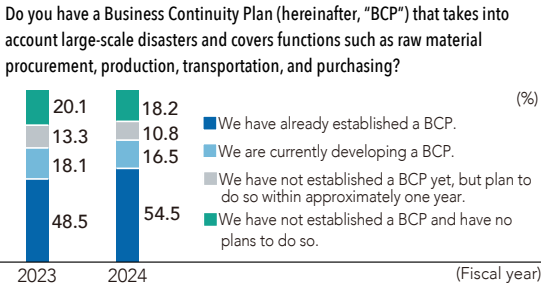 Do you have a Business Continuity Plan (hereinafter, “BCP”) that takes into
account large-scale disasters and covers functions such as raw material
procurement, production, transportation, and purchasing?
(%)
20.1
13.3
18.1
48.5
18.2
10.8
16.5
54.5
We have already established a BCP.
We are currently developing a BCP.
We have not established a BCP yet, but plan to
do so within approximately one year.
We have not established a BCP and have no
plans to do so.
2023
2024
(Fiscal year)